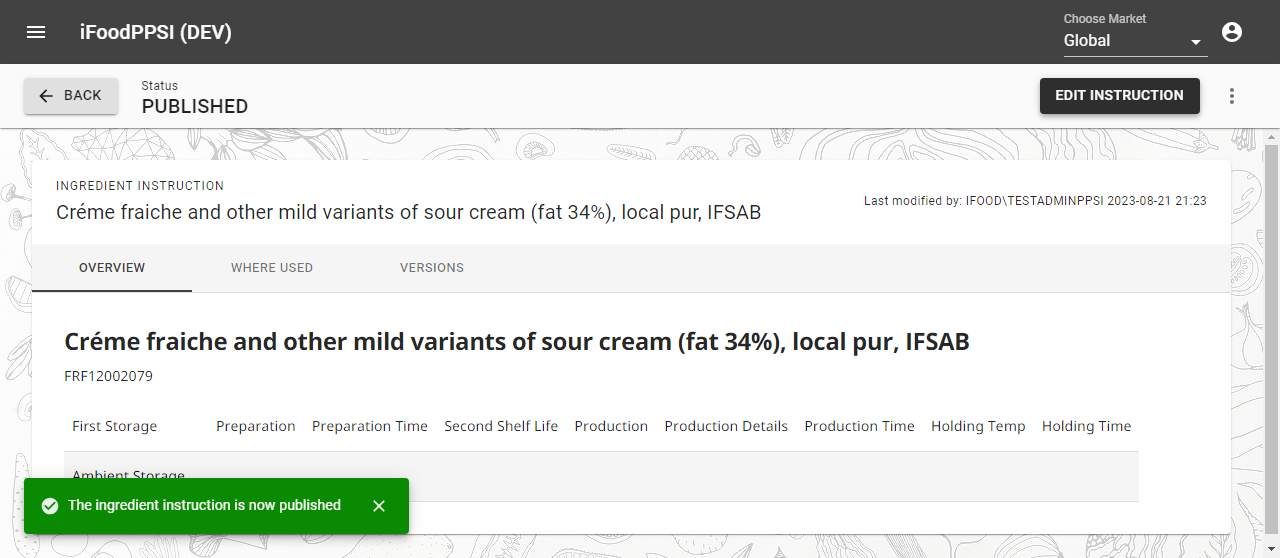 iFoodPPSI (DEV)
Choose Market
Global
BACK
Status
PUBLISHED
EDIT INSTRUCTION
INGREDIENT INSTRUCTION
Créme fraiche and other mild variants of sour cream (fat 34%), local pur, IFSAB
Last modified by: IFOOD\TESTADMINPPSI 2023-08-21 21:23
OVERVIEW WHERE USED VERSIONS
Créme fraiche and other mild variants of sour cream (fat 34%), local pur, IFSAB
FRF12002079
First Storage Preparation Preparation Time Second Shelf Life Production Production Details Production Time Holding Temp Holding Time
Ambient Storage
The ingredient instruction is now published